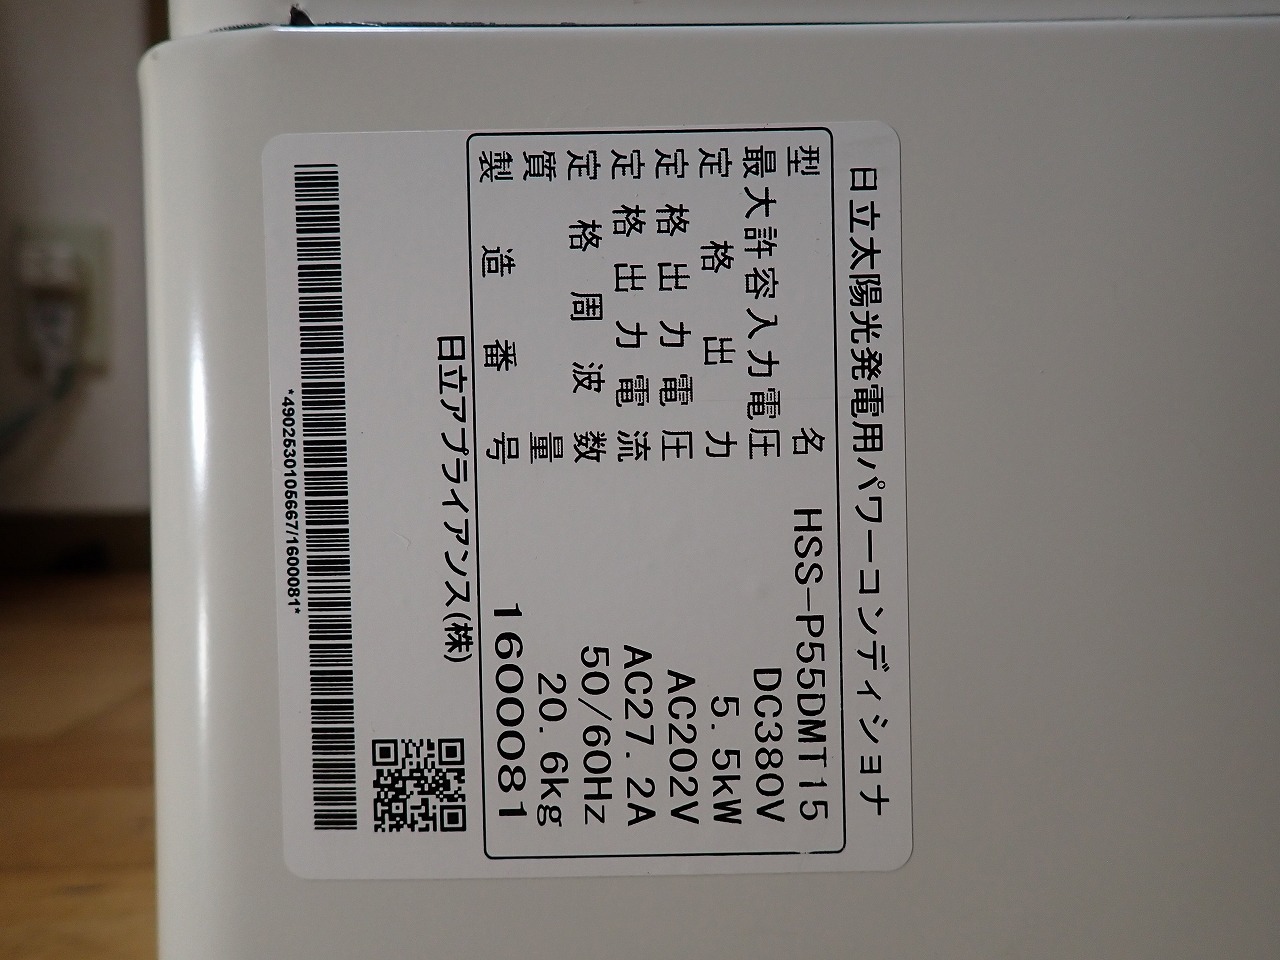 日立太陽光発電用パワーコンディショナ
型名 HSS-P55DMT15
最大許容入力電圧 DC380V
定格出力 5.5kW
定格出力電圧 AC202V
定格出力電流 AC27.2A
定格周波数 50/60Hz
質量 20.6kg
製造番号 1600081
日立アプライアンス(株)
*4902530105667/1600081*